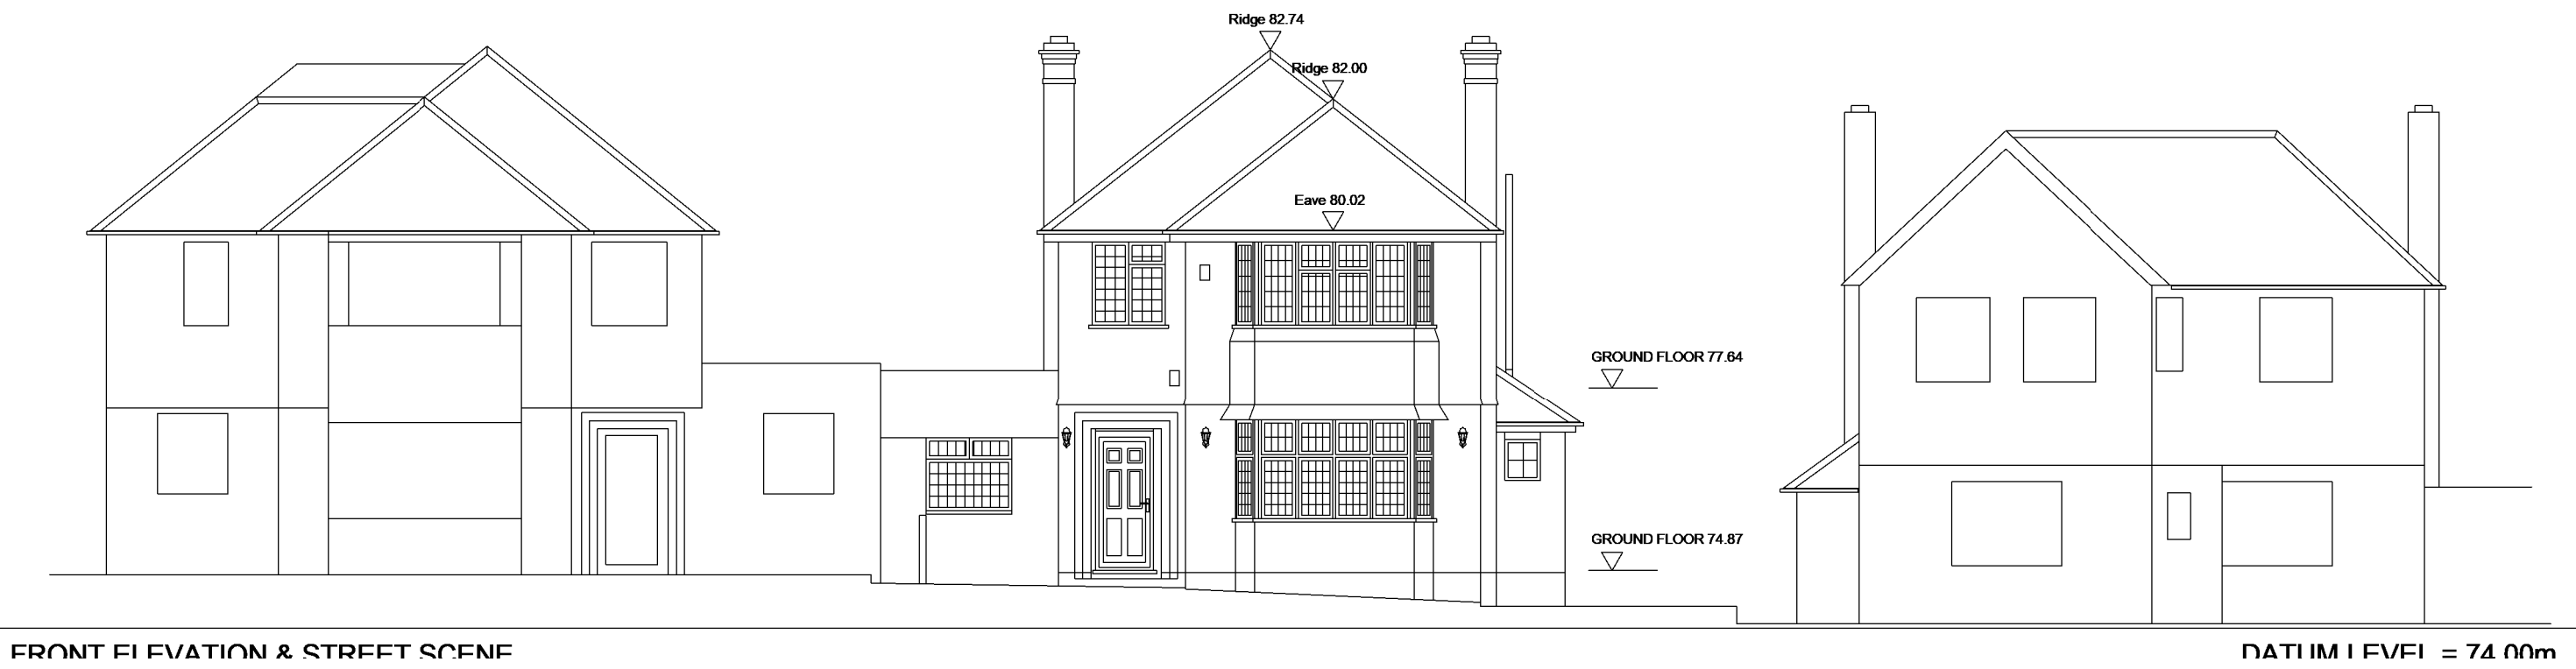 Ridge 82.74
Ridge 82.00
Eave 80.02
GROUND FLOOR 77.64
GROUND FLOOR 74.87
FRONT ELEVATION & STREET SCENE
DATUM LEVEL = 74.00m